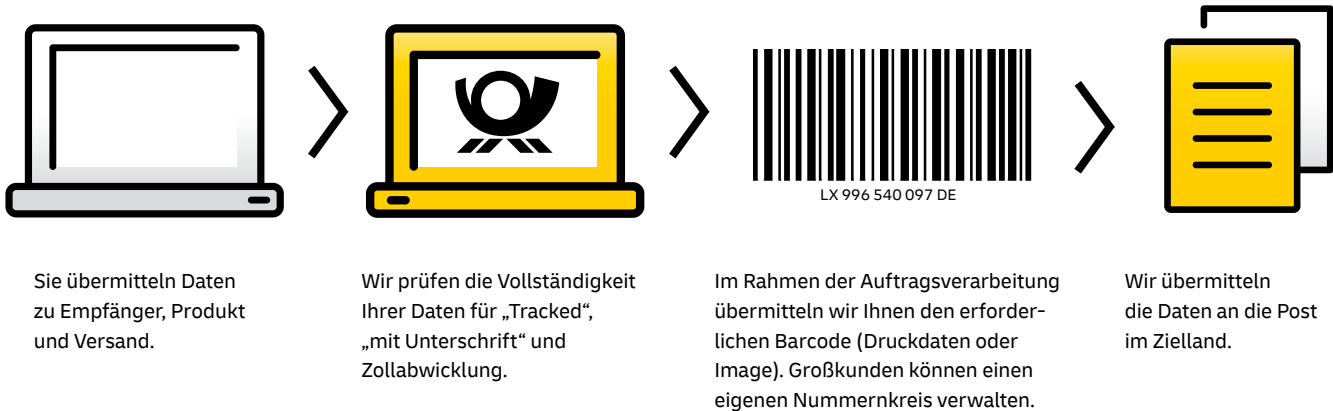 LX 996 540 097 DE
Sie übermitteln Daten
zu Empfänger, Produkt
und Versand.
Wir prüfen die Vollständigkeit
Ihrer Daten für „Tracked“,
„mit Unterschrift“ und
Zollabwicklung.
Im Rahmen der Auftragsverarbeitung
übermitteln wir Ihnen den erforder-
lichen Barcode (Druckdaten oder
Image). Großkunden können einen
eigenen Nummernkreis verwalten.
Wir übermitteln
die Daten an die Post
im Zielland.